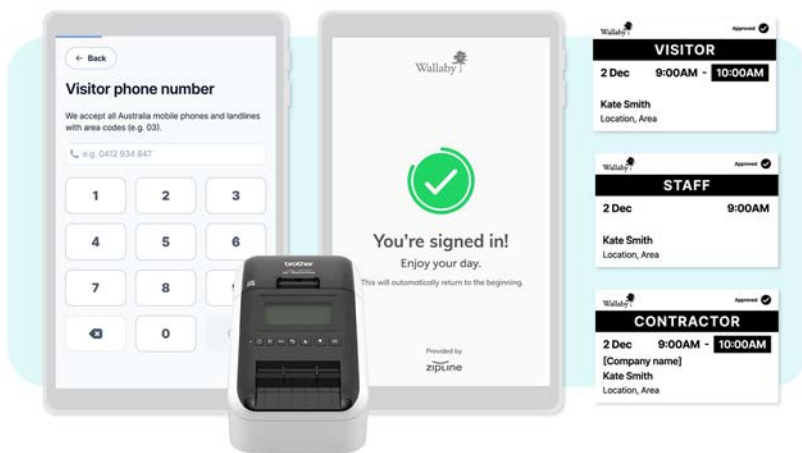 ← Back
Visitor phone number
We accept all Australia mobile phones and landlines
with area codes (e.g. 03).
e.g. 0412 934 847
1 2 3
4 5 6
7 8
0
brother
Wallaby
You're signed in!
Enjoy your day.
This will automatically return to the beginning.
Provided by
zipline
Wallaby Approved
VISITOR
2 Dec 9:00AM - 10:00AM
Kate Smith
Location, Area
Wallaby Approved
STAFF
2 Dec 9:00AM
Kate Smith
Location, Area
Wallaby Approved
CONTRACTOR
2 Dec 9:00AM - 10:00AM
[Company name]
Kate Smith
Location, Area